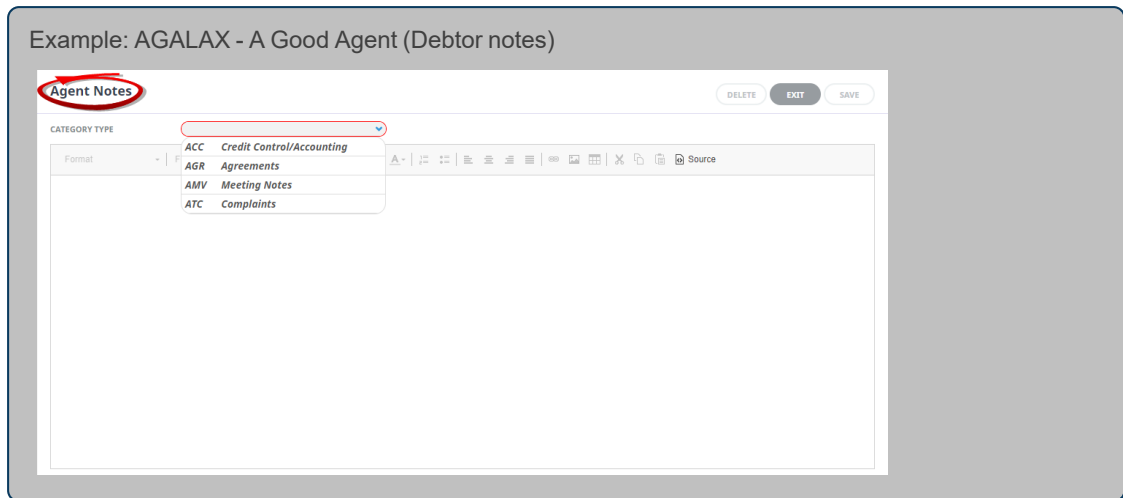 Example: AGALAX - A Good Agent (Debtor notes)
Agent Notes
DELETE EXIT SAVE
CATEGORY TYPE
ACC Credit Control/Accounting
AGR Agreements
AMV Meeting Notes
ATC Complaints
Format F A Source